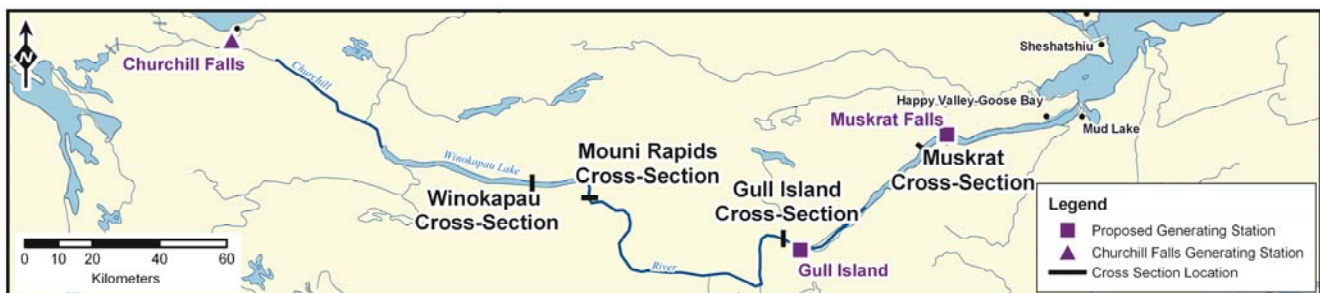 Sheshatshiu
N
Churchill Falls
Churchill
Happy Valley-Goose Bay
Muskrat Falls
Mud Lake
Winokapau Lake
Mouni Rapids
Cross-Section
Muskrat
Cross-Section
Winokapau
Cross-Section
Gull Island
Cross-Section
River
Gull Island
0 10 20 40 60
Kilometers
Legend
Proposed Generating Station
Churchill Falls Generating Station
Cross Section Location